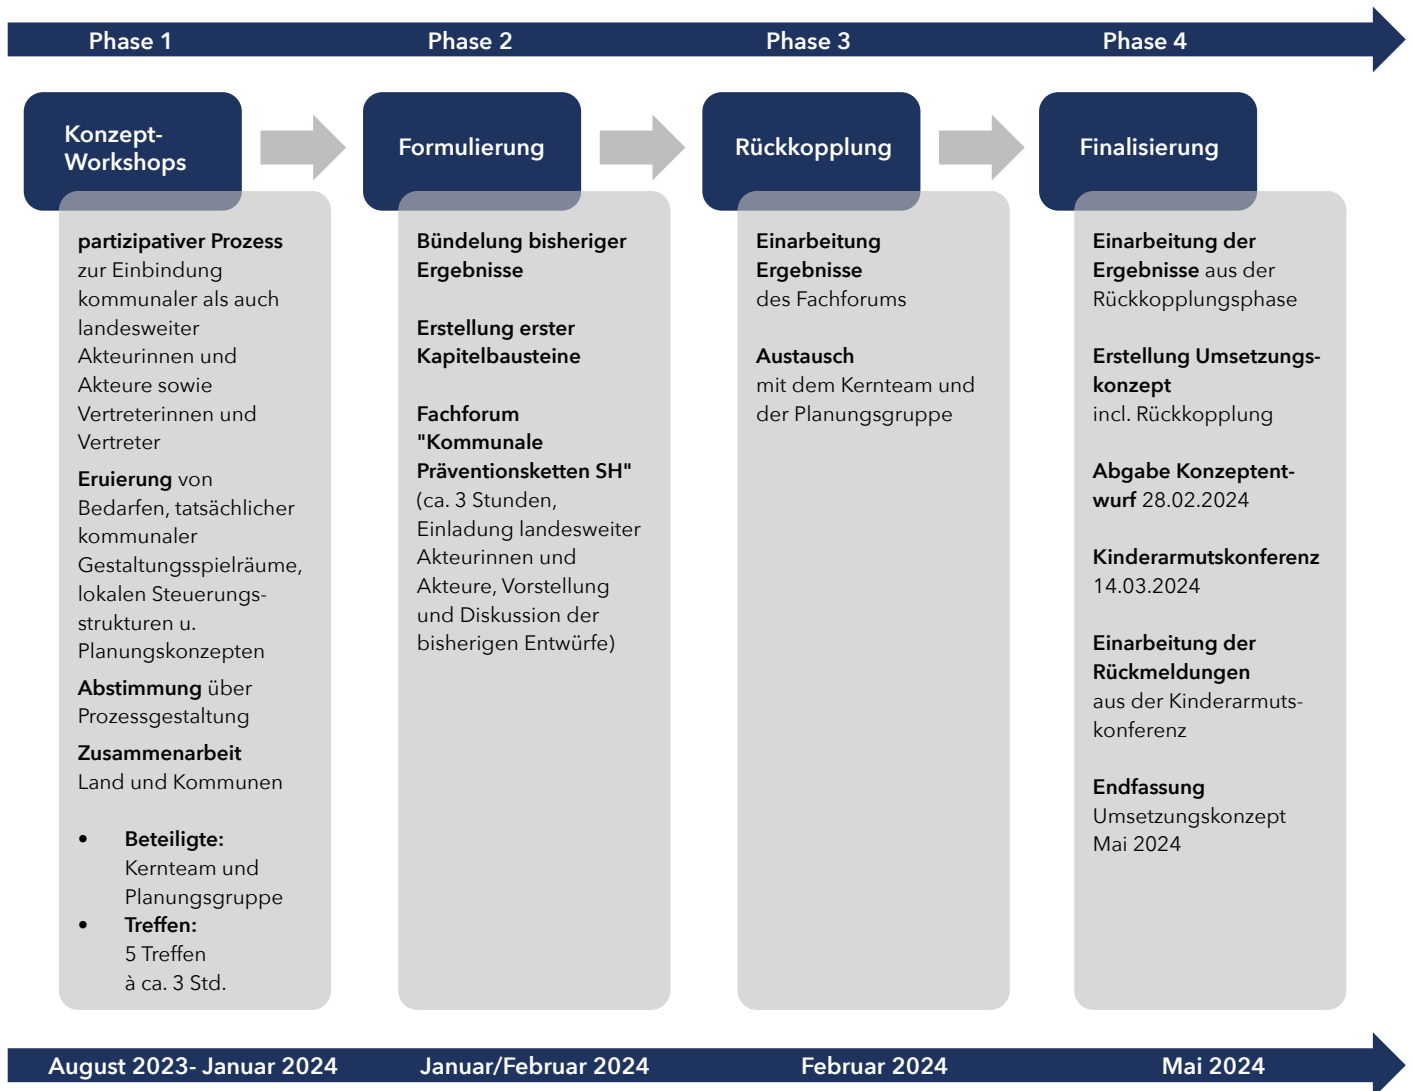 Phase 1
Phase 2
Phase 3
Phase 4
Konzept-
Workshops
partizipativer Prozess
zur Einbindung
kommunaler als auch
landesweiter
Akteurinnen und
Akteure sowie
Vertreterinnen und
Vertreter
Eruierung von
Bedarfen, tatsächlicher
kommunaler
Gestaltungsspielräume,
lokalen Steuerungs-
strukturen u.
Planungskonzepten
Abstimmung über
Prozessgestaltung
Zusammenarbeit
Land und Kommunen
• Beteiligte:
Kernteam und
Planungsgruppe
• Treffen:
5 Treffen
à ca. 3 Std.
Formulierung
Bündelung bisheriger
Ergebnisse
Erstellung erster
Kapitelbausteine
Fachforum
"Kommunale
Präventionsketten SH"
(ca. 3 Stunden,
Einladung landesweiter
Akteurinnen und
Akteure, Vorstellung
und Diskussion der
bisherigen Entwürfe)
Rückkopplung
Einarbeitung
Ergebnisse
des Fachforums
Austausch
mit dem Kernteam und
der Planungsgruppe
Finalisierung
Einarbeitung der
Ergebnisse aus der
Rückkopplungsphase
Erstellung Umsetzungs-
konzept
incl. Rückkopplung
Abgabe Konzeptent-
wurf 28.02.2024
Kinderarmutskonferenz
14.03.2024
Einarbeitung der
Rückmeldungen
aus der Kinderarmuts-
konferenz
Endfassung
Umsetzungskonzept
Mai 2024
August 2023- Januar 2024
Januar/Februar 2024
Februar 2024
Mai 2024